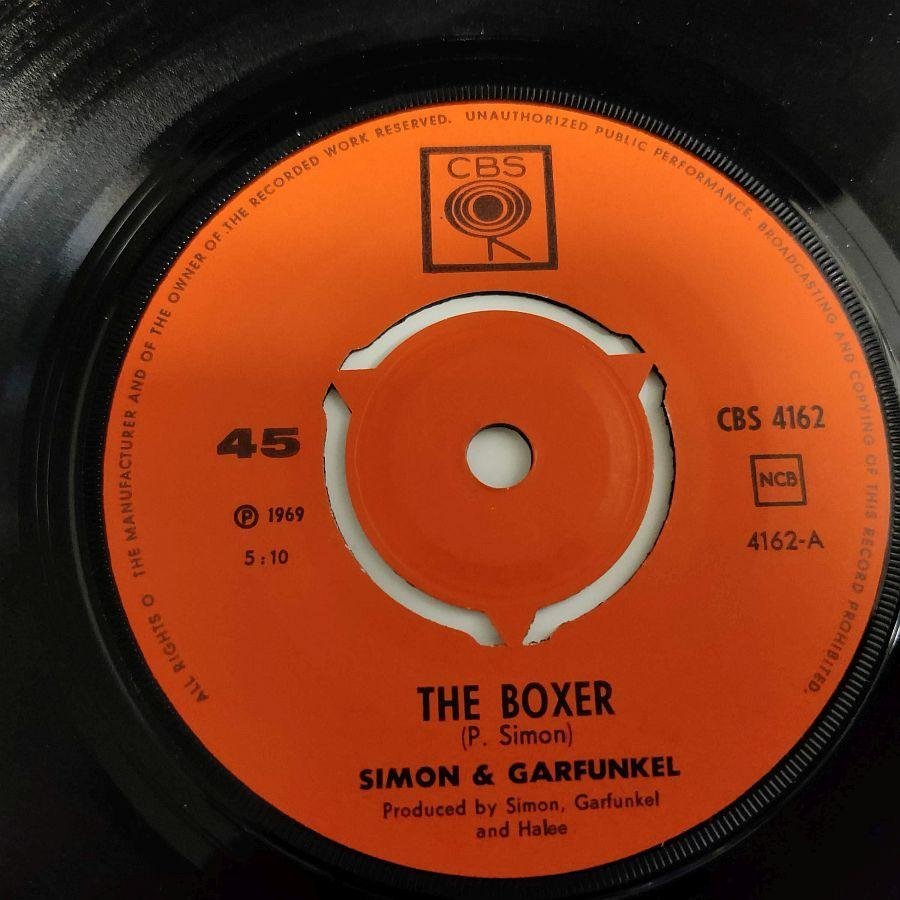 ALL RIGHTS O THE MANUFACTURER AND OF THE OWNER OF THE RECORDED WORK RESERVED. UNAUTHORIZED PUBLIC PERFORMANCE. BROADCASTING AND COPYING OF THIS RECORD PROHIBITED.
CBS
45
CBS 4162
NCB
Ⓟ 1969
4162-A
5:10
THE BOXER
(P. Simon)
SIMON & GARFUNKEL
Produced by Simon, Garfunkel
and Halee